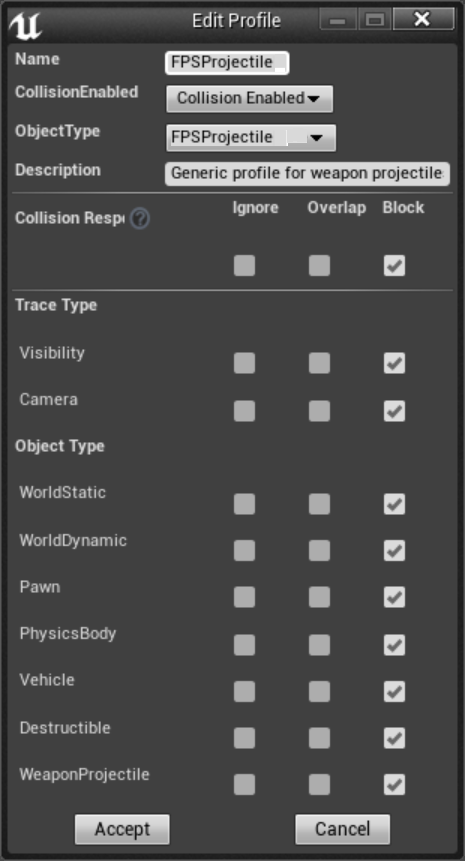 Edit Profile
Name FPSProjectile
CollisionEnabled Collision Enabled
ObjectType FPSProjectile
Description Generic profile for weapon projectile
Collision Resp ? Ignore Overlap Block
Trace Type
Visibility
Camera
Object Type
WorldStatic
WorldDynamic
Pawn
PhysicsBody
Vehicle
Destructible
WeaponProjectile
Accept Cancel